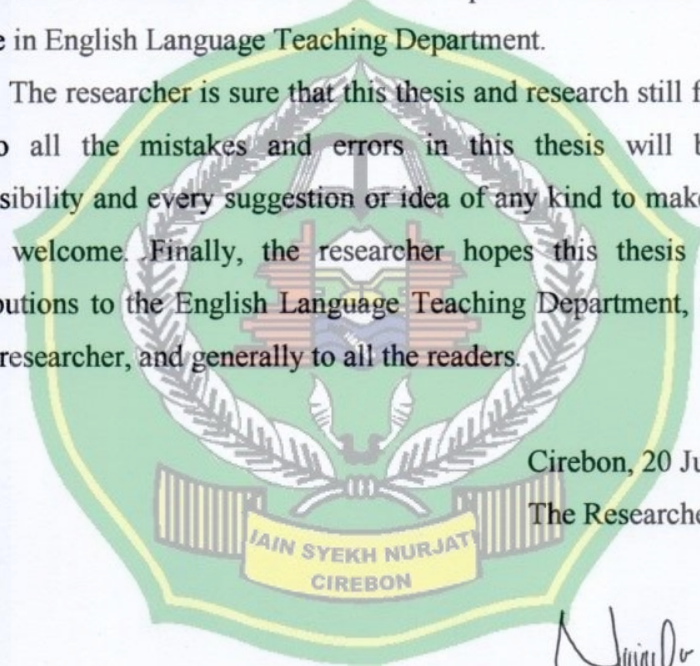 e in English Language Teaching Department.
The researcher is sure that this thesis and research still f
o all the mistakes and errors in this thesis will b
sibility and every suggestion or idea of any kind to make
welcome. Finally, the researcher hopes this thesis
butions to the English Language Teaching Department,
researcher, and generally to all the readers.
Cirebon, 20 Ju
The Researche
IAIN SYEKH NURJATI
CIREBON